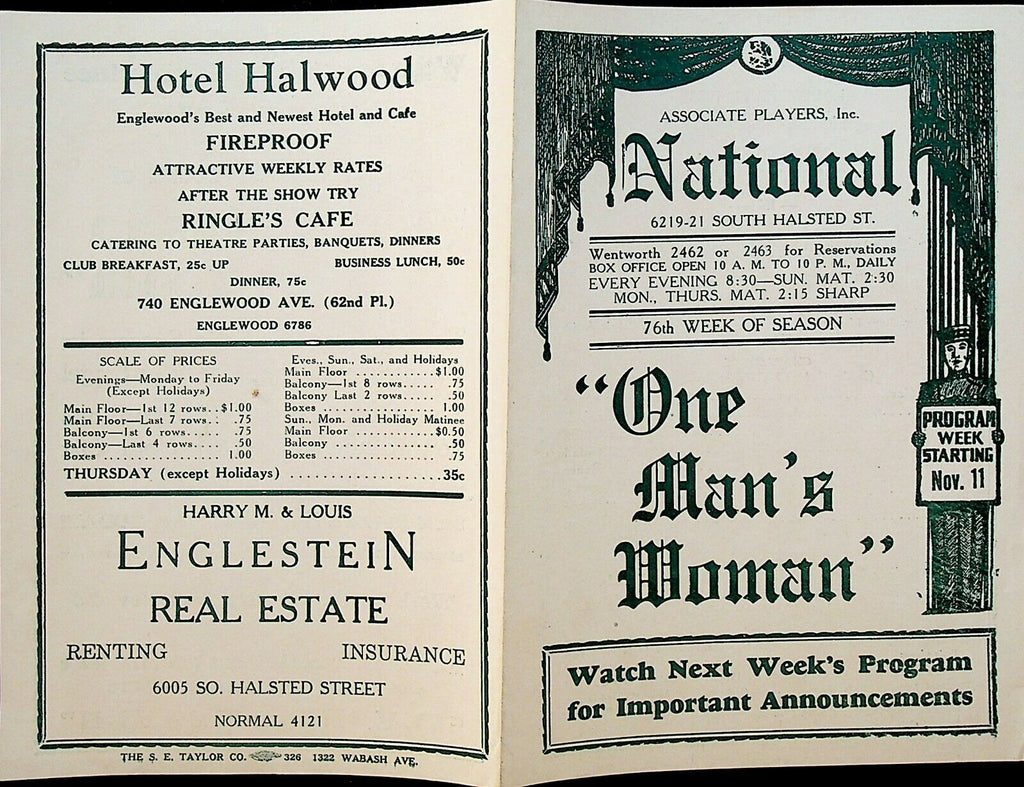 Hotel Halwood
Englewood's Best and Newest Hotel and Cafe
FIREPROOF
ATTRACTIVE WEEKLY RATES
AFTER THE SHOW TRY
RINGLE'S CAFE
CATERING TO THEATRE PARTIES, BANQUETS, DINNERS
CLUB BREAKFAST, 25c UP BUSINESS LUNCH, 50c
DINNER, 75c
740 ENGLEWOOD AVE. (62nd Pl.)
ENGLEWOOD 6786
SCALE OF PRICES
Evenings—Monday to Friday
(Except Holidays)
Main Floor—1st 12 rows..$1.00
Main Floor—Last 7 rows.. .75
Balcony—1st 6 rows..... .75
Balcony—Last 4 rows..... .50
Boxes .................. 1.00
Eves., Sun., Sat., and Holidays
Main Floor ............$1.00
Balcony—1st 8 rows..... .75
Balcony Last 2 rows..... .50
Boxes .................. 1.00
Sun., Mon. and Holiday Matinee
Main Floor .............$0.50
Balcony ................ .50
Boxes .................. .75
THURSDAY (except Holidays) ......................35c
HARRY M. & LOUIS
ENGLESTEIN
REAL ESTATE
RENTING INSURANCE
6005 SO. HALSTED STREET
NORMAL 4121
THE S. E. TAYLOR CO. 326 1322 WABASH AVE.
ASSOCIATE PLAYERS, Inc.
National
6219-21 SOUTH HALSTED ST.
Wentworth 2462 or 2463 for Reservations
BOX OFFICE OPEN 10 A. M. TO 10 P. M., DAILY
EVERY EVENING 8:30—SUN. MAT. 2:30
MON., THURS. MAT. 2:15 SHARP
76th WEEK OF SEASON
"One
Man's
Woman"
PROGRAM
WEEK
STARTING
Nov. 11
Watch Next Week's Program
for Important Announcements